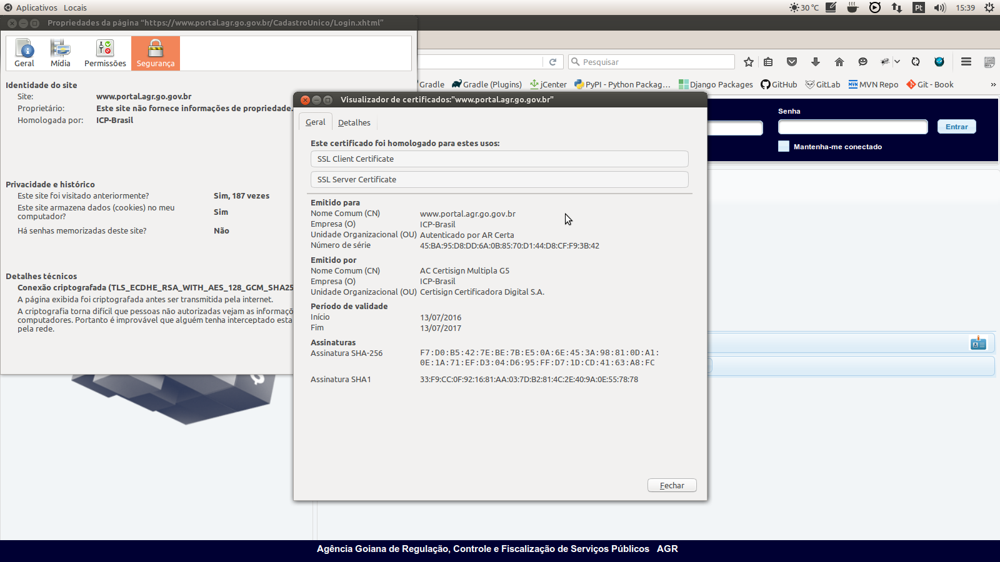 Aplicativos Locais
30 °C Pt 15:39
Propriedades da página “https://www.portal.agr.go.gov.br/CadastroUnico/Login.xhtml”
Geral Mídia Permissões Segurança
Identidade do site
Site: www.portal.agr.go.gov.br
Proprietário: Este site não fornece informações de propriedade.
Homologada por: ICP-Brasil
Privacidade e histórico
Este site foi visitado anteriormente? Sim, 187 vezes
Este site armazena dados (cookies) no meu
computador? Sim
Há senhas memorizadas deste site? Não
Detalhes técnicos
Conexão criptografada (TLS_ECDHE_RSA_WITH_AES_128_GCM_SHA25
A página exibida foi criptografada antes ser transmitida pela internet.
A criptografia torna difícil que pessoas não autorizadas vejam as informaçõ
computadores. Portanto é improvável que alguém tenha interceptado esta
pela rede.
Pesquisar
Gradle Gradle (Plugins) jCenter PyPI - Python Packag... Django Packages GitHub GitLab MVN Repo Git - Book »
Senha
Entrar
Mantenha-me conectado
Visualizador de certificados:"www.portal.agr.go.gov.br"
Geral Detalhes
Este certificado foi homologado para estes usos:
SSL Client Certificate
SSL Server Certificate
Emitido para
Nome Comum (CN) www.portal.agr.go.gov.br
Empresa (O) ICP-Brasil
Unidade Organizacional (OU) Autenticado por AR Certa
Número de série 45:BA:95:D8:DD:6A:0B:85:70:D1:44:D8:CF:F9:3B:42
Emitido por
Nome Comum (CN) AC Certisign Multipla G5
Empresa (O) ICP-Brasil
Unidade Organizacional (OU) Certisign Certificadora Digital S.A.
Período de validade
Início 13/07/2016
Fim 13/07/2017
Assinaturas
Assinatura SHA-256 F7:D0:B5:42:7E:BE:7B:E5:0A:6E:45:3A:98:81:0D:A1:
0E:1A:71:EF:D3:04:D6:95:FF:D7:1D:CD:41:63:A8:FC
Assinatura SHA1 33:F9:CC:0F:92:16:81:AA:03:7D:B2:81:4C:2E:40:9A:0E:55:78:78
Fechar
Agência Goiana de Regulação, Controle e Fiscalização de Serviços Públicos AGR